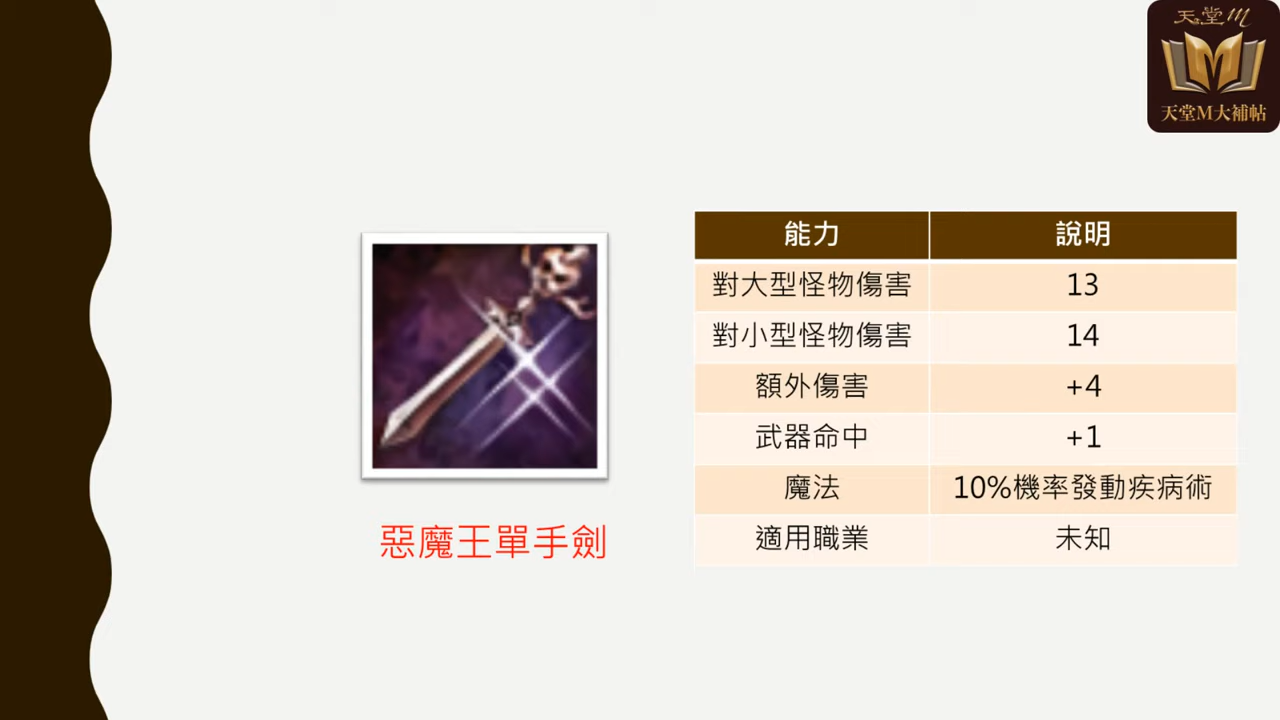 天堂M
天堂M大補帖
能力 說明
對大型怪物傷害 13
對小型怪物傷害 14
額外傷害 +4
武器命中 +1
魔法 10%機率發動疾病術
適用職業 未知
惡魔王單手劍